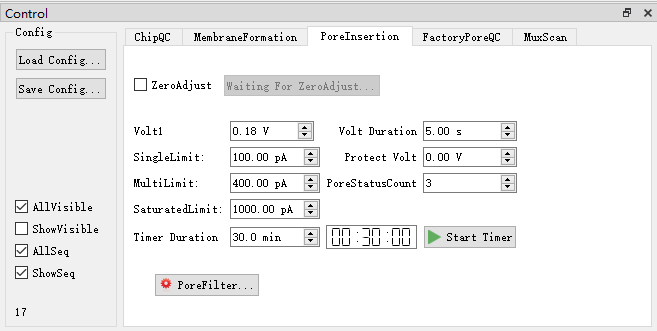 Control
Config
Load Config...
Save Config...
AllVisible
ShowVisible
AllSeq
ShowSeq
17
ChipQC MembraneFormation PoreInsertion FactoryPoreQC MuxScan
ZeroAdjust Waiting For ZeroAdjust...
Volt1 0.18 V Volt Duration 5.00 s
SingleLimit: 100.00 pA Protect Volt 0.00 V
MultiLimit: 400.00 pA PoreStatusCount 3
SaturatedLimit: 1000.00 pA
Timer Duration 30.0 min 00:30:00 Start Timer
PoreFilter...